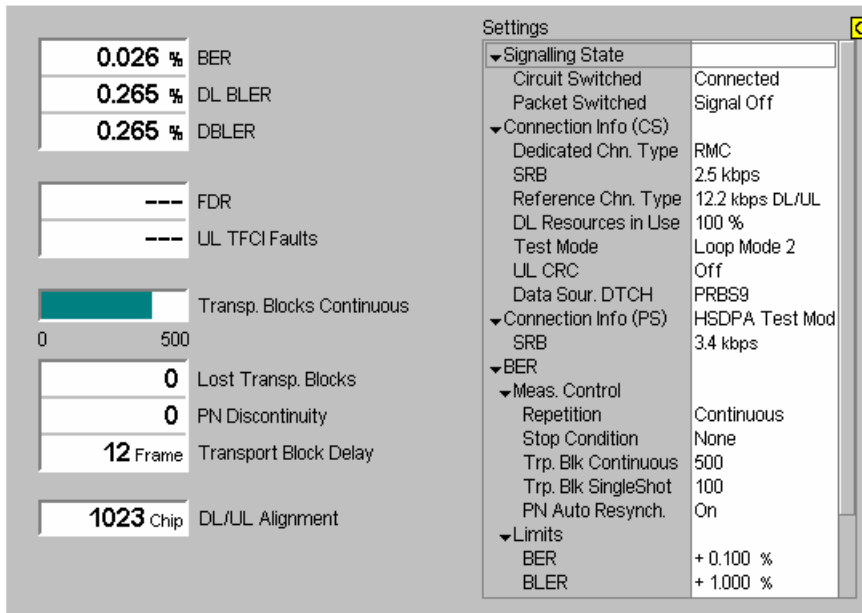 0.026 % BER
0.265 % DL BLER
0.265 % DBLER
--- FDR
--- UL TFCI Faults
Transp. Blocks Continuous
0 500
0 Lost Transp. Blocks
0 PN Discontinuity
12 Frame Transport Block Delay
1023 Chip DL/UL Alignment
Settings
Signalling State
Circuit Switched Connected
Packet Switched Signal Off
Connection Info (CS)
Dedicated Chn. Type RMC
SRB 2.5 kbps
Reference Chn. Type 12.2 kbps DL/UL
DL Resources in Use 100 %
Test Mode Loop Mode 2
UL CRC Off
Data Sour. DTCH PRBS9
Connection Info (PS) HSDPA Test Mod
SRB 3.4 kbps
BER
Meas. Control
Repetition Continuous
Stop Condition None
Trp. Blk Continuous 500
Trp. Blk SingleShot 100
PN Auto Resynch. On
Limits
BER + 0.100 %
BLER + 1.000 %